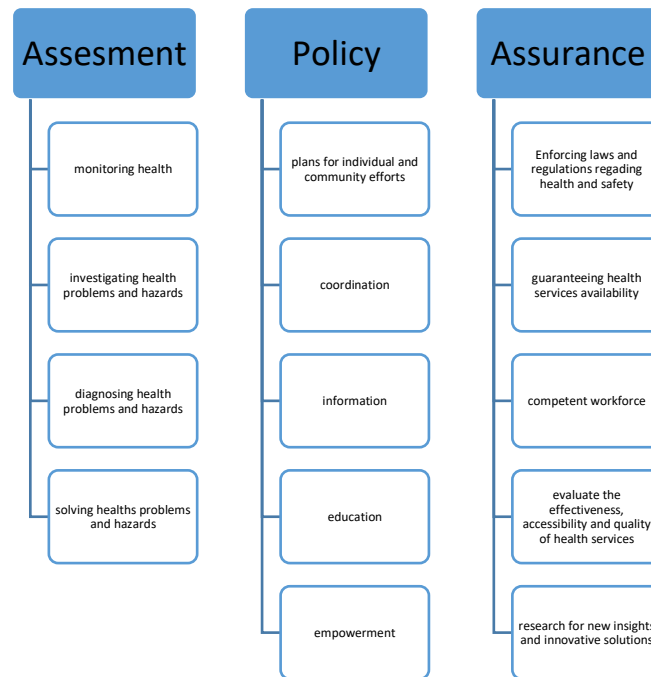 Assesment
monitoring health
investigating health
problems and hazards
diagnosing health
problems and hazards
solving healths problems
and hazards
Policy
plans for individual and
community efforts
coordination
information
education
empowerment
Assurance
Enforcing laws and
regulations regading
health and safety
guaranteeing health
services availability
competent workforce
evaluate the
effectiveness,
accessibility and quality
of health services
research for new insights
and innovative solutions